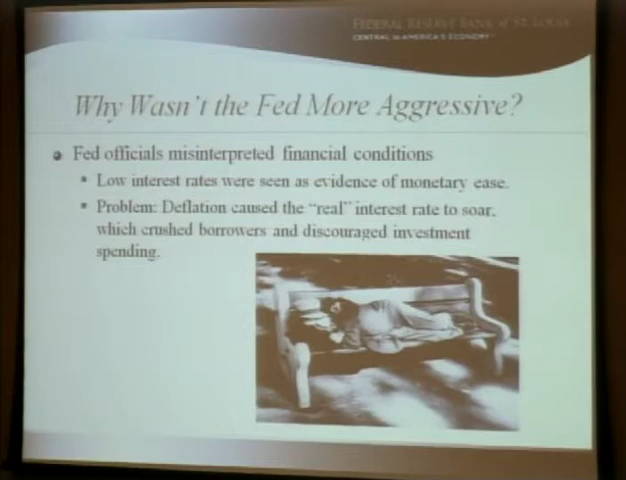 FEDERAL RESERVE BANK of ST. LOUIS
CENTRAL to AMERICA'S ECONOMY
Why Wasn't the Fed More Aggressive?
Fed officials misinterpreted financial conditions
Low interest rates were seen as evidence of monetary ease.
Problem: Deflation caused the "real" interest rate to soar,
which crushed borrowers and discouraged investment
spending.